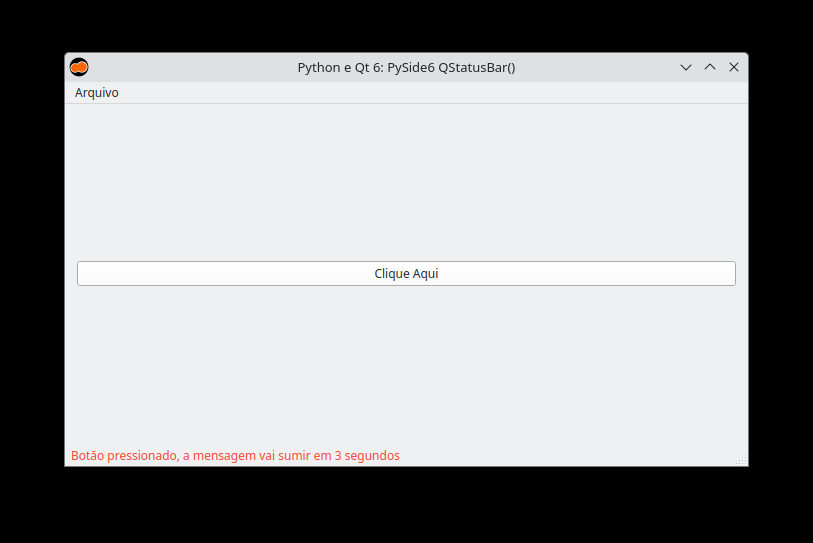 Python e Qt 6: PySide6 QStatusBar()
Arquivo
Clique Aqui
Botão pressionado, a mensagem vai sumir em 3 segundos